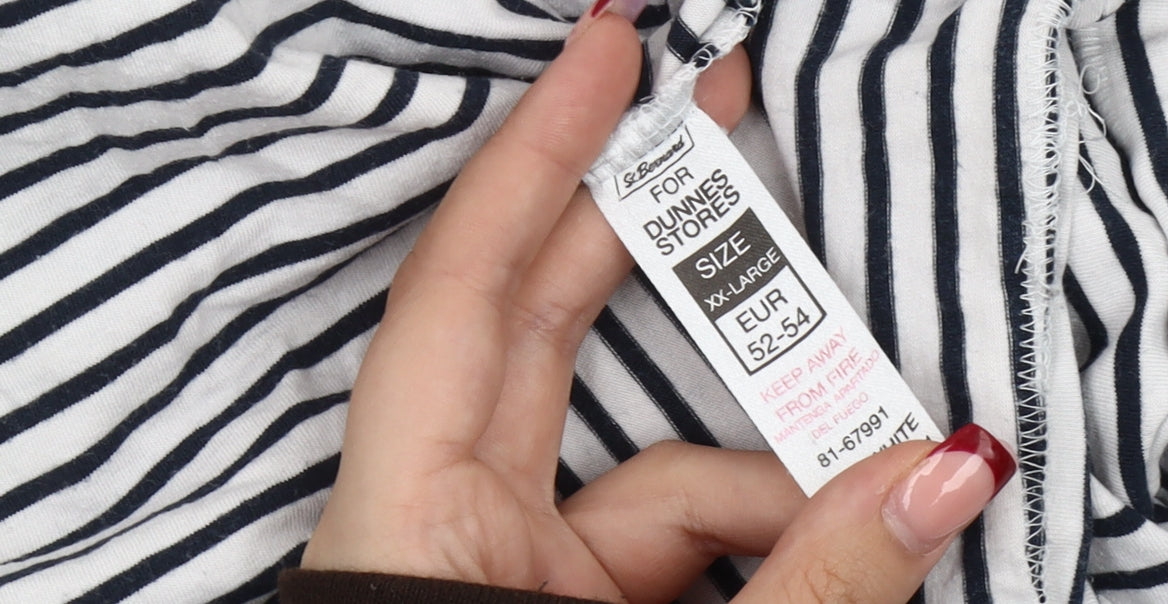 St. Bernard
FOR
DUNNES
STORES
SIZE
XX-LARGE
EUR
52-54
KEEP AWAY
FROM FIRE
MANTENGA APARTADO
DEL FUEGO
81-67991
WHITE